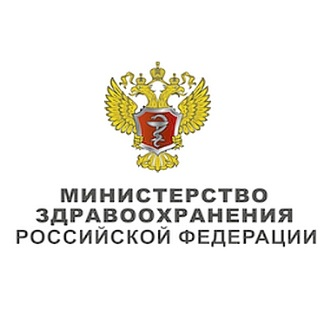 МИНИСТЕРСТВО
ЗДРАВООХРАНЕНИЯ
РОССИЙСКОЙ ФЕДЕРАЦИИ